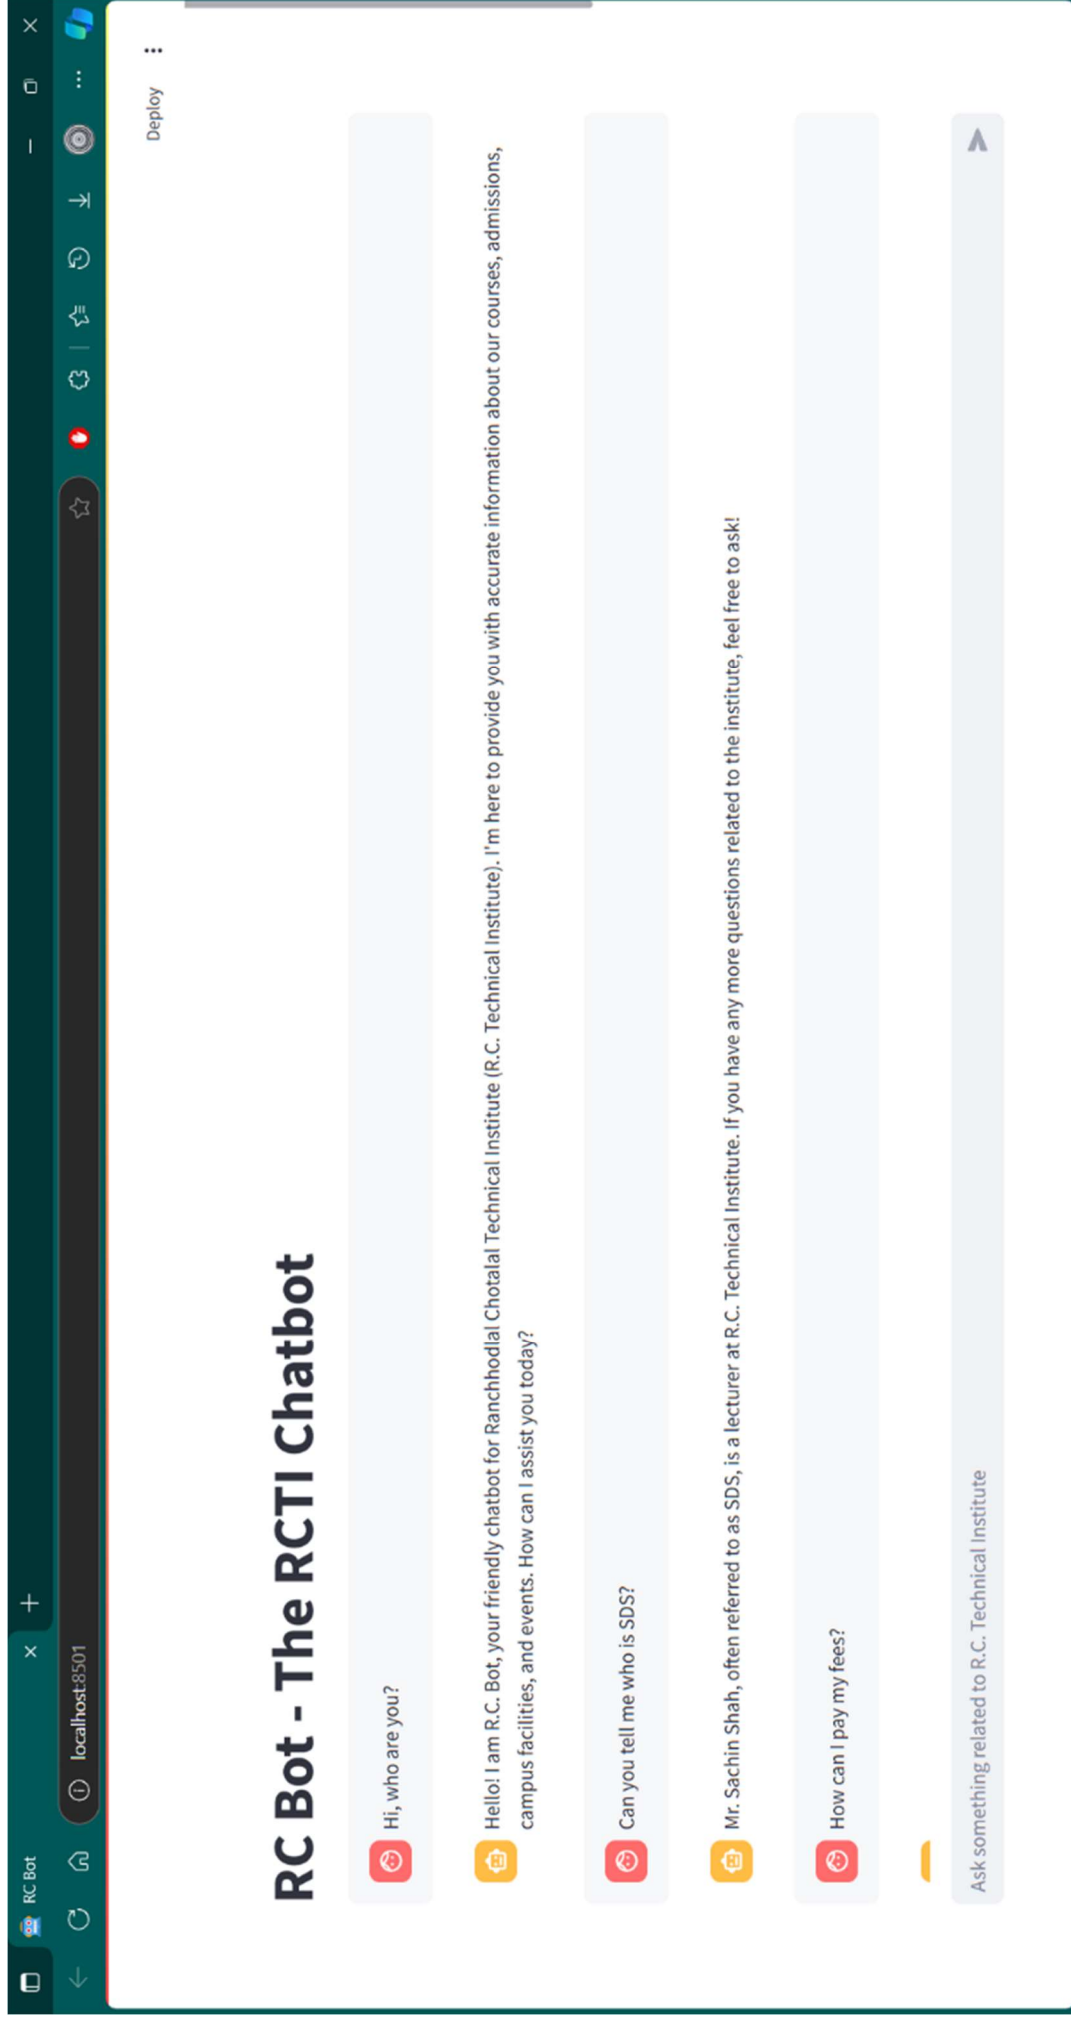 RC Bot
localhost:8501
Deploy
RC Bot - The RCTI Chatbot
Hi, who are you?
Hello! I am R.C. Bot, your friendly chatbot for Ranchhodlal Chotalal Technical Institute (R.C. Technical Institute). I'm here to provide you with accurate information about our courses, admissions,
campus facilities, and events. How can I assist you today?
Can you tell me who is SDS?
Mr. Sachin Shah, often referred to as SDS, is a lecturer at R.C. Technical Institute. If you have any more questions related to the institute, feel free to ask!
How can I pay my fees?
Ask something related to R.C. Technical Institute